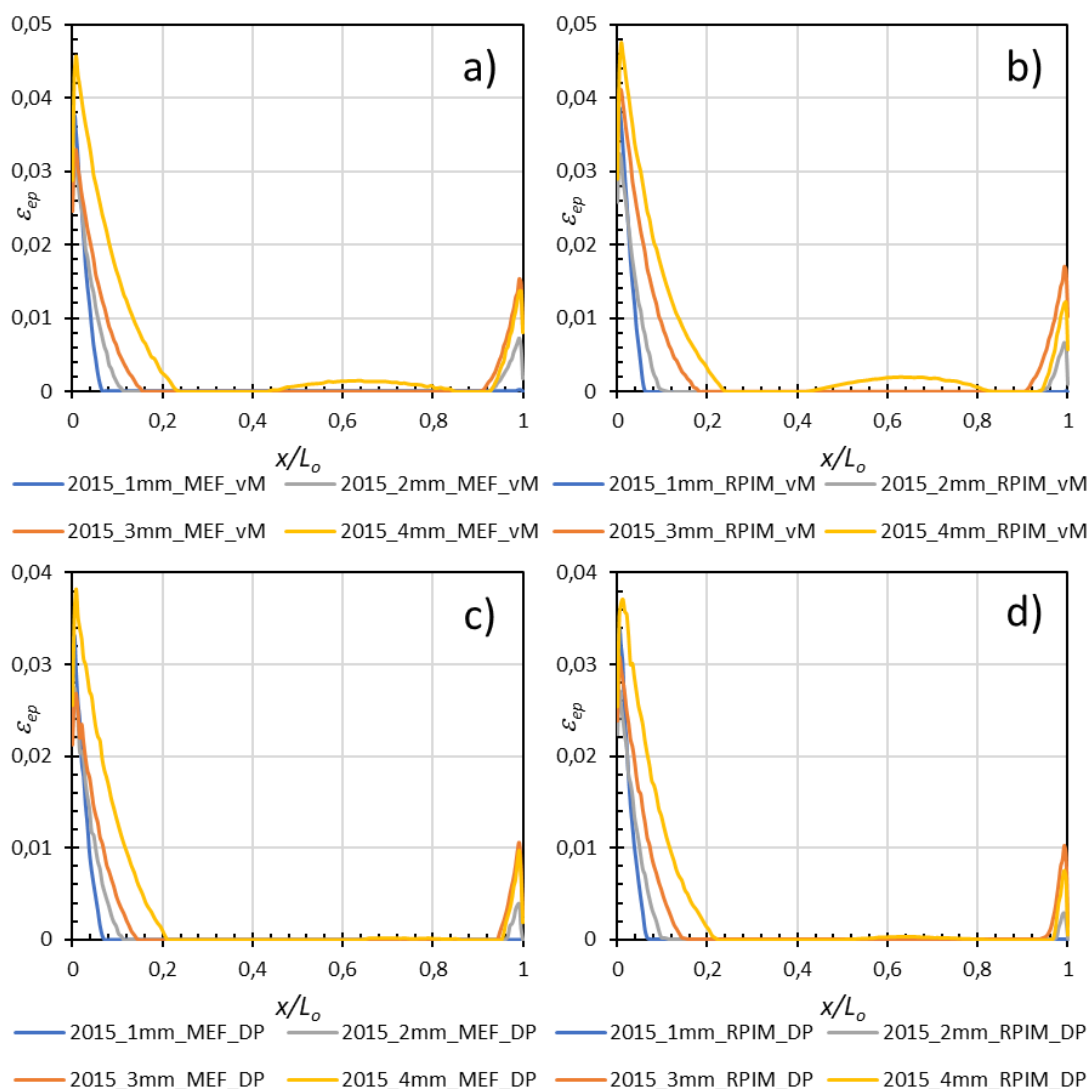 0,05
0,04
0,03
0,02
0,01
0
εep
a)
0 0,2 0,4 0,6 0,8 1
x/Lo
2015_1mm_MEF_vM 2015_2mm_MEF_vM
2015_3mm_MEF_vM 2015_4mm_MEF_vM
0,05
0,04
0,03
0,02
0,01
0
εep
b)
0 0,2 0,4 0,6 0,8 1
x/Lo
2015_1mm_RPIM_vM 2015_2mm_RPIM_vM
2015_3mm_RPIM_vM 2015_4mm_RPIM_vM
0,04
0,03
0,02
0,01
0
εep
c)
0 0,2 0,4 0,6 0,8 1
x/Lo
2015_1mm_MEF_DP 2015_2mm_MEF_DP
2015_3mm_MEF_DP 2015_4mm_MEF_DP
0,04
0,03
0,02
0,01
0
εep
d)
0 0,2 0,4 0,6 0,8 1
x/Lo
2015_1mm_RPIM_DP 2015_2mm_RPIM_DP
2015_3mm_RPIM_DP 2015_4mm_RPIM_DP